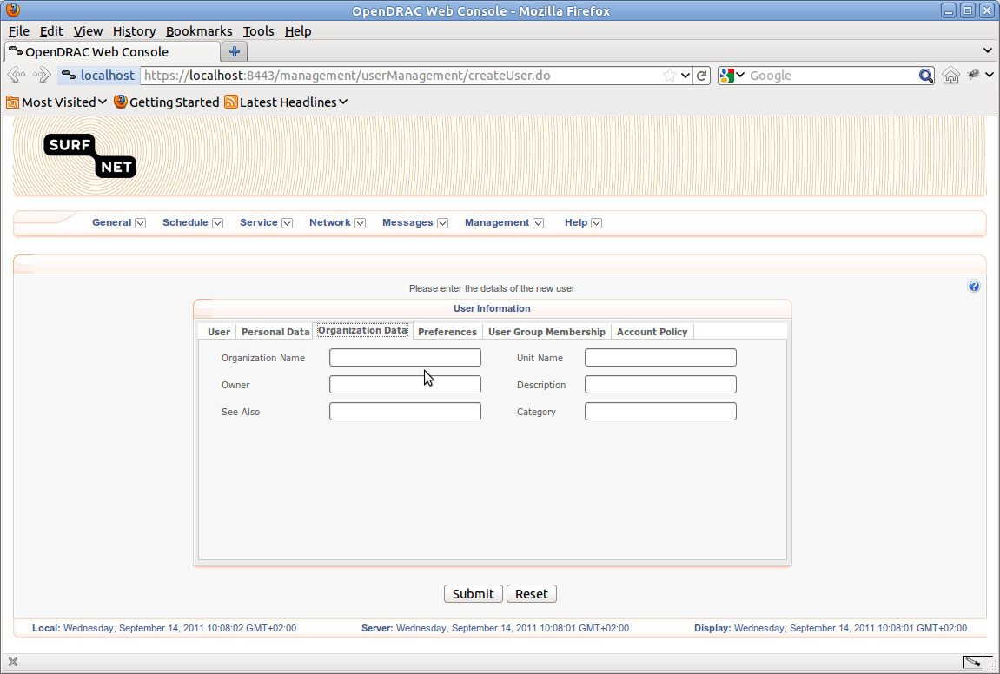 OpenDRAC Web Console - Mozilla Firefox
File Edit View History Bookmarks Tools Help
OpenDRAC Web Console
localhost https://localhost:8443/management/userManagement/createUser.do Google
Most Visited Getting Started Latest Headlines
SURF
NET
General Schedule Service Network Messages Management Help
Please enter the details of the new user
User Information
User Personal Data Organization Data Preferences User Group Membership Account Policy
Organization Name Unit Name
Owner Description
See Also Category
Submit Reset
Local: Wednesday, September 14, 2011 10:08:02 GMT+02:00 Server: Wednesday, September 14, 2011 10:08:01 GMT+02:00 Display: Wednesday, September 14, 2011 10:08:01 GMT+02:00